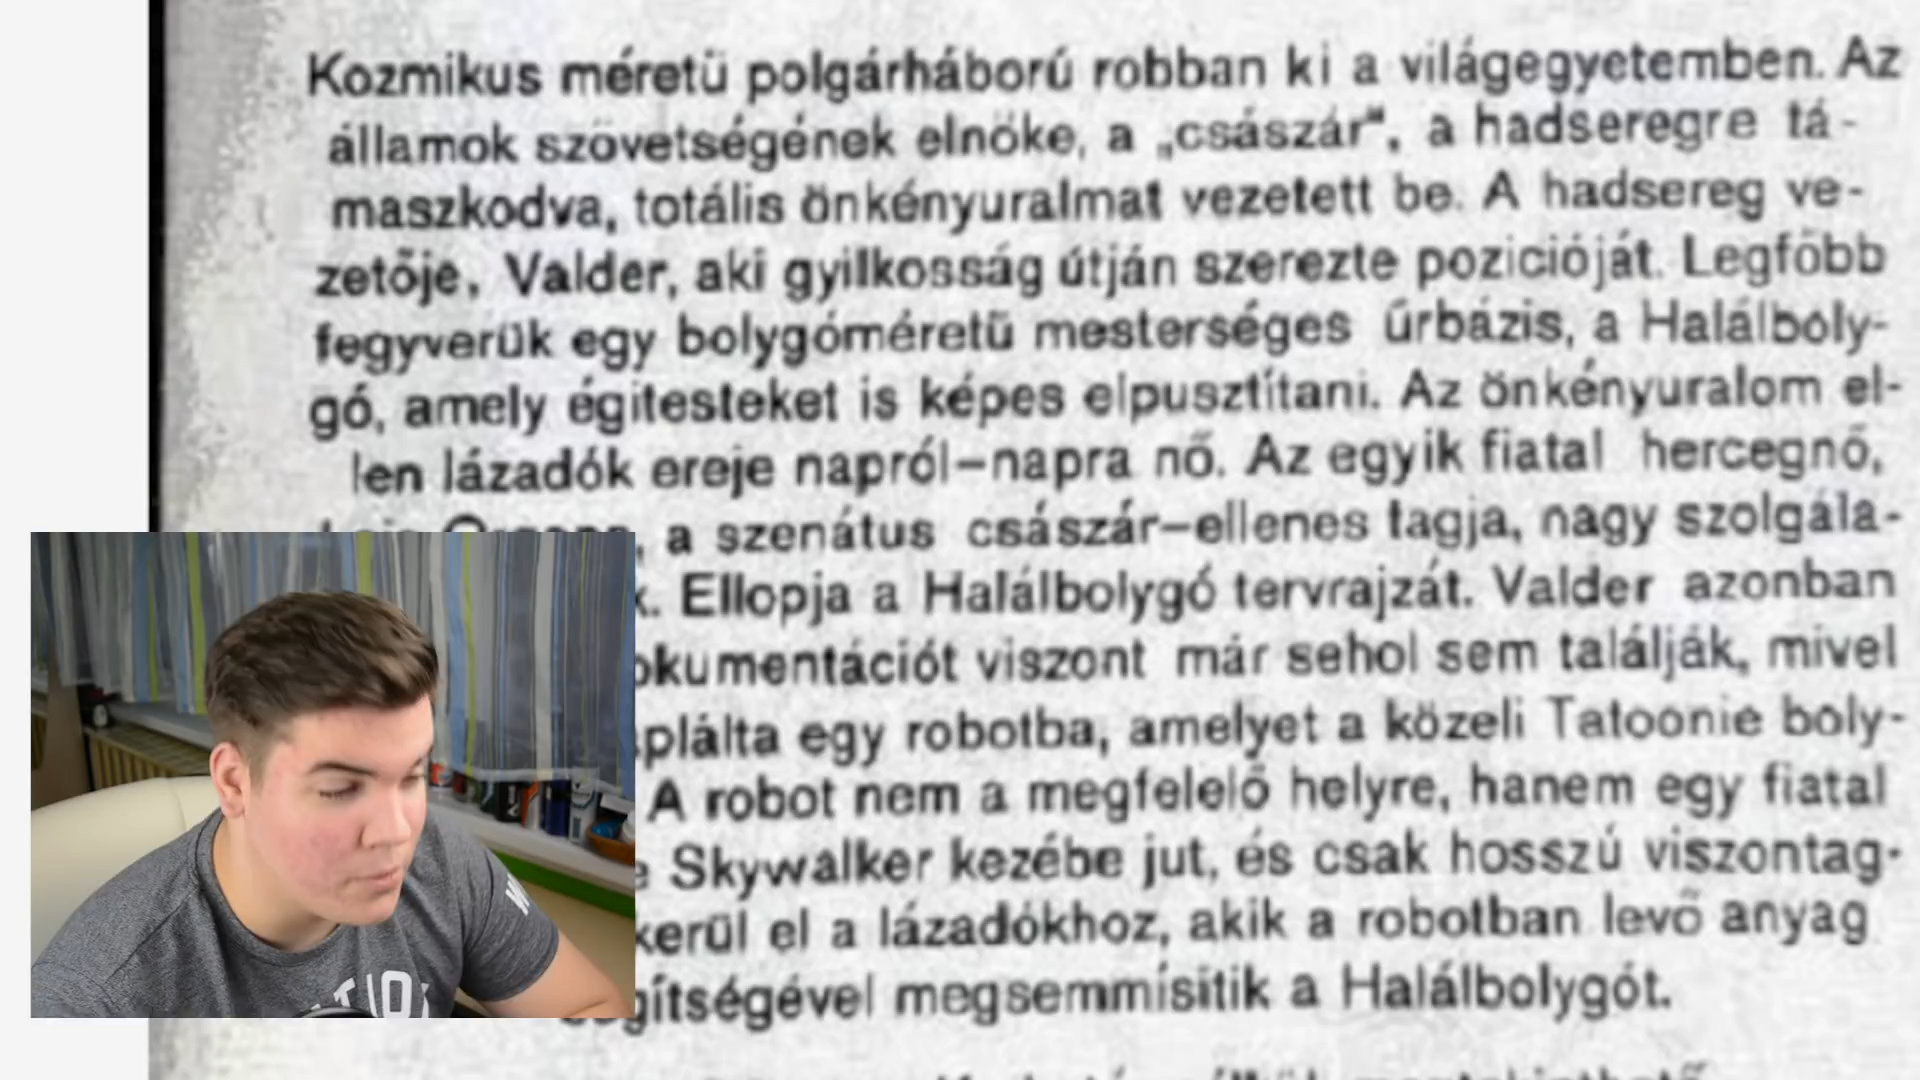 Kozmikus méretü polgárháború robban ki a világegyetemben. Az
államok szövetségének elnöke, a „császár", a hadseregre tá-
maszkodva, totális önkényuralmat vezetett be. A hadsereg ve-
zetője, Valder, aki gyilkosság útján szerezte pozicióját. Legfőbb
fegyverük egy bolygóméretű mesterséges űrbázis, a Halálboly-
gó, amely égitesteket is képes elpusztítani. Az önkényuralom el-
len lázadók ereje napról-napra nő. Az egyik fiatal hercegnő,
a szenátus császár-ellenes tagja, nagy szolgála-
Ellopja a Halálbolygó tervrajzát. Valder azonban
okumentációt viszont már sehol sem találják, mivel
plálta egy robotba, amelyet a közeli Tatoonie boly-
A robot nem a megfelelő helyre, hanem egy fiatal
Skywalker kezébe jut, és csak hosszú viszontag-
kerül el a lázadókhoz, akik a robotban levő anyag
gítségével megsemmísitik a Halálbolygót.